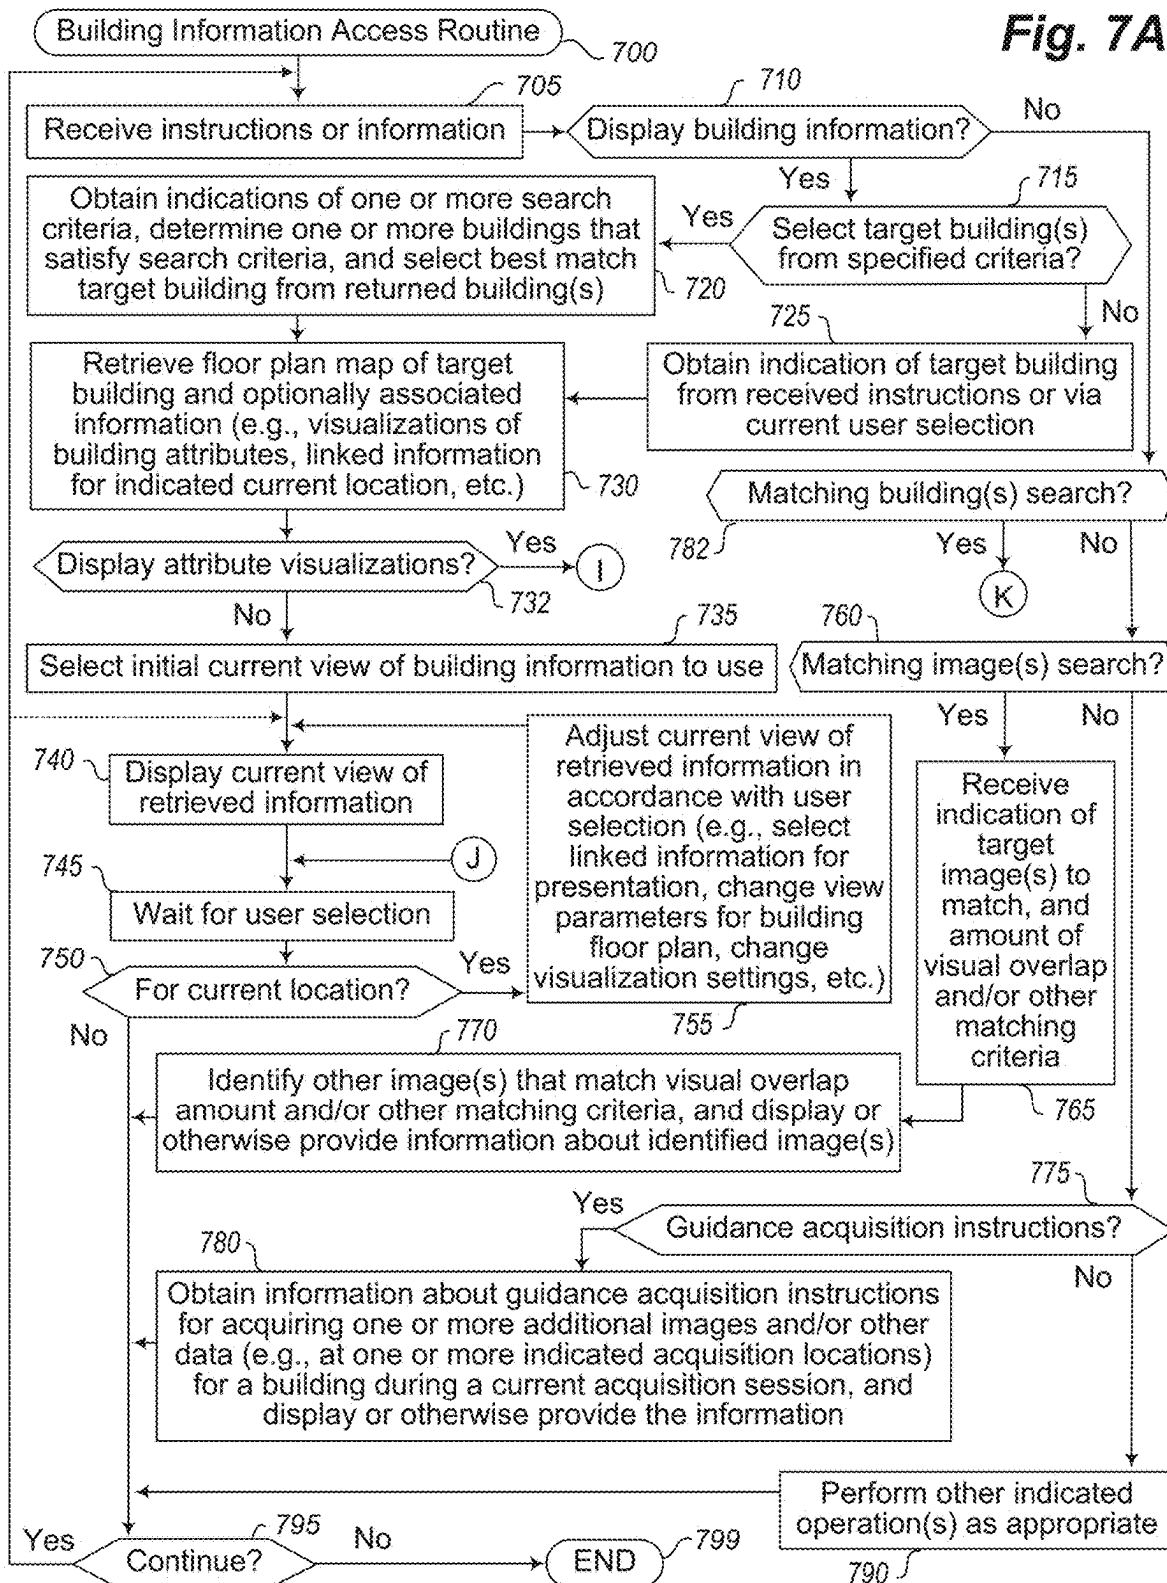 Fig. 7A
Building Information Access Routine
700
705
710
Receive instructions or information
Display building information?
No
Yes
715
Obtain indications of one or more search
criteria, determine one or more buildings that
satisfy search criteria, and select best match
target building from returned building(s)
720
Yes
Select target building(s)
from specified criteria?
No
725
Retrieve floor plan map of target
building and optionally associated
information (e.g., visualizations of
building attributes, linked information
for indicated current location, etc.)
730
Obtain indication of target building
from received instructions or via
current user selection
Matching building(s) search?
782
Yes
No
K
Display attribute visualizations?
Yes
I
732
No
735
760
Select initial current view of building information to use
Matching image(s) search?
Yes
No
740
Display current view of
retrieved information
J
745
Wait for user selection
750
For current location?
Yes
No
Adjust current view of
retrieved information in
accordance with user
selection (e.g., select
linked information for
presentation, change view
parameters for building
floor plan, change
visualization settings, etc.)
755
Receive
indication of
target
image(s) to
match, and
amount of
visual overlap
and/or other
matching
criteria
765
770
Identify other image(s) that match visual overlap
amount and/or other matching criteria, and display or
otherwise provide information about identified image(s)
775
Yes
Guidance acquisition instructions?
No
780
Obtain information about guidance acquisition instructions
for acquiring one or more additional images and/or other
data (e.g., at one or more indicated acquisition locations)
for a building during a current acquisition session, and
display or otherwise provide the information
Perform other indicated
operation(s) as appropriate
790
795
Yes
Continue?
No
END
799